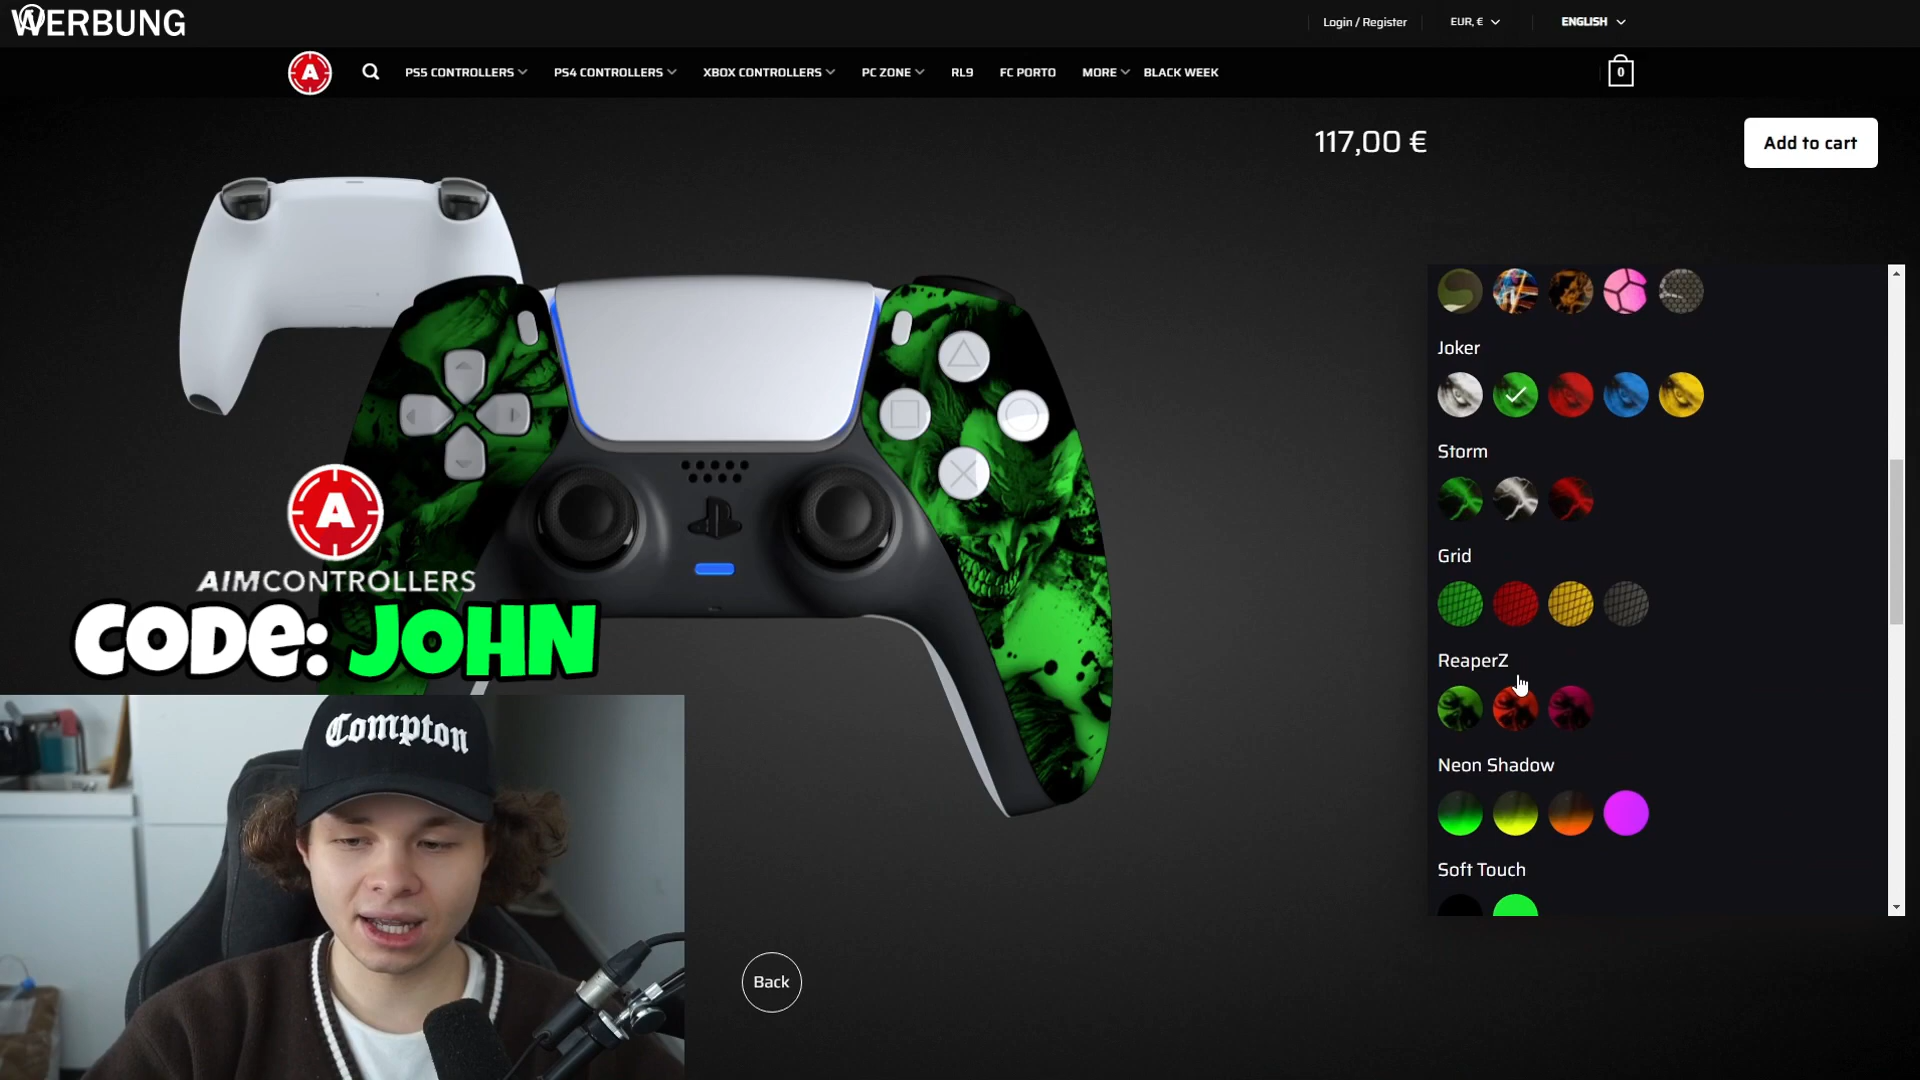 WERBUNG
Login / Register
EUR, €
ENGLISH
A
PS5 CONTROLLERS
PS4 CONTROLLERS
XBOX CONTROLLERS
PC ZONE
RL9
FC PORTO
MORE
BLACK WEEK
0
117,00 €
Add to cart
Joker
Storm
Grid
ReaperZ
Neon Shadow
Soft Touch
A
AIMCONTROLLERS
CODE: JOHN
Compton
Back